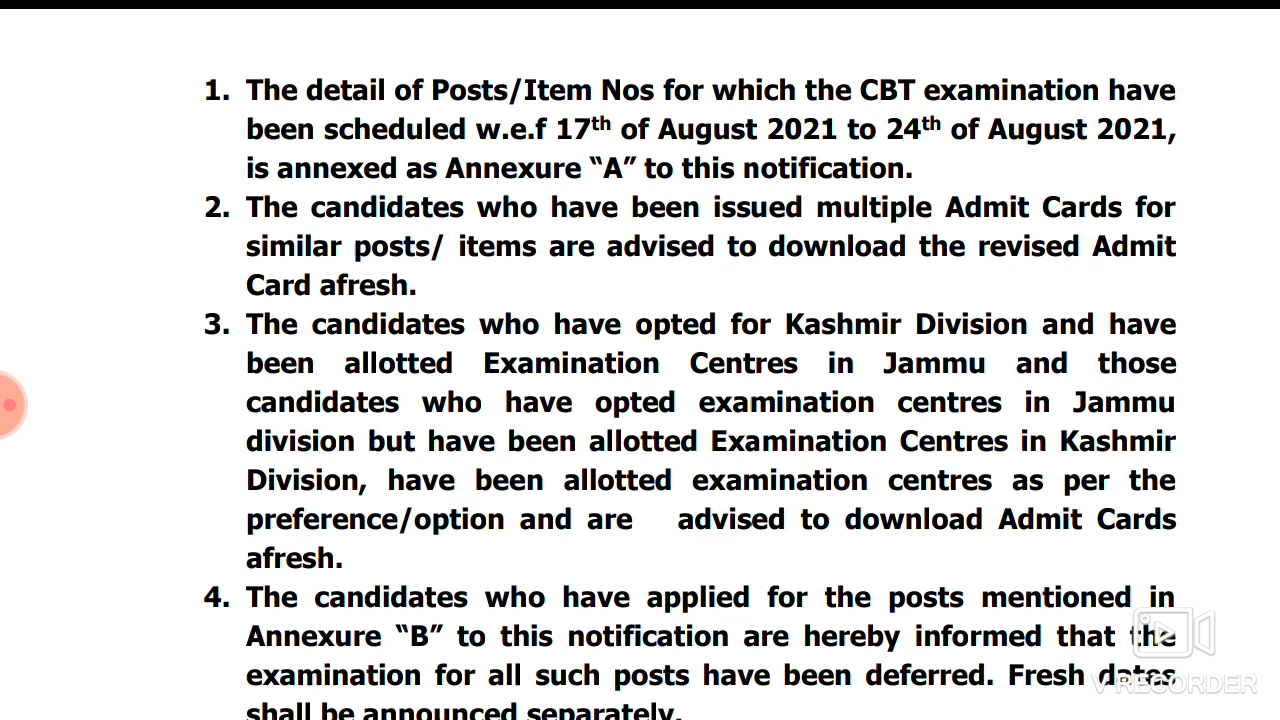 1. The detail of Posts/Item Nos for which the CBT examination have
been scheduled w.e.f 17th of August 2021 to 24th of August 2021,
is annexed as Annexure “A” to this notification.
2. The candidates who have been issued multiple Admit Cards for
similar posts/ items are advised to download the revised Admit
Card afresh.
3. The candidates who have opted for Kashmir Division and have
been allotted Examination Centres in Jammu and those
candidates who have opted examination centres in Jammu
division but have been allotted Examination Centres in Kashmir
Division, have been allotted examination centres as per the
preference/option and are advised to download Admit Cards
afresh.
4. The candidates who have applied for the posts mentioned in
Annexure “B” to this notification are hereby informed that the
examination for all such posts have been deferred. Fresh dates
shall be announced separately.
V RECORDER